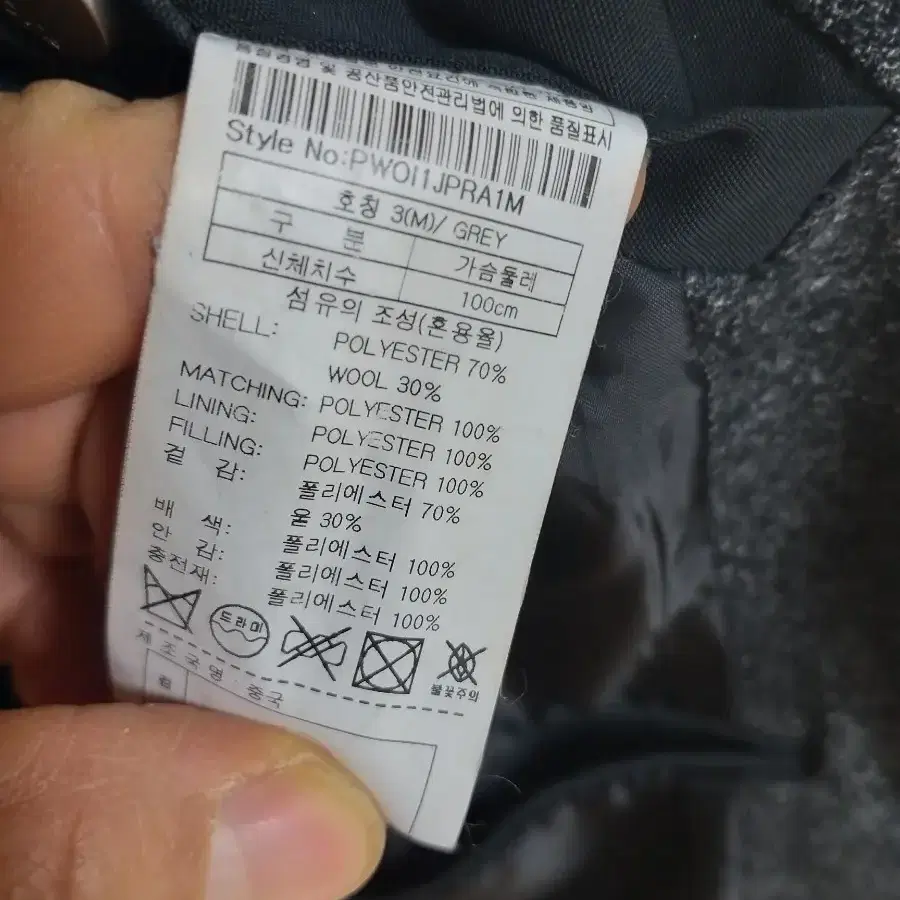 품질경영 및 공산품안전관리법에 의한 품질표시
Style No:PWOI1JPRA1M
호칭 3(M)/ GREY
구 분 가슴둘레
신체치수 100cm
섬유의 조성(혼용율)
SHELL: POLYESTER 70%
WOOL 30%
MATCHING: POLYESTER 100%
LINING: POLYESTER 100%
FILLING: POLYESTER 100%
겉 감: 폴리에스터 70%
울 30%
배 색: 폴리에스터 100%
안 감: 폴리에스터 100%
충전재: 폴리에스터 100%
드라이
불꽃주의
제조국명 중국